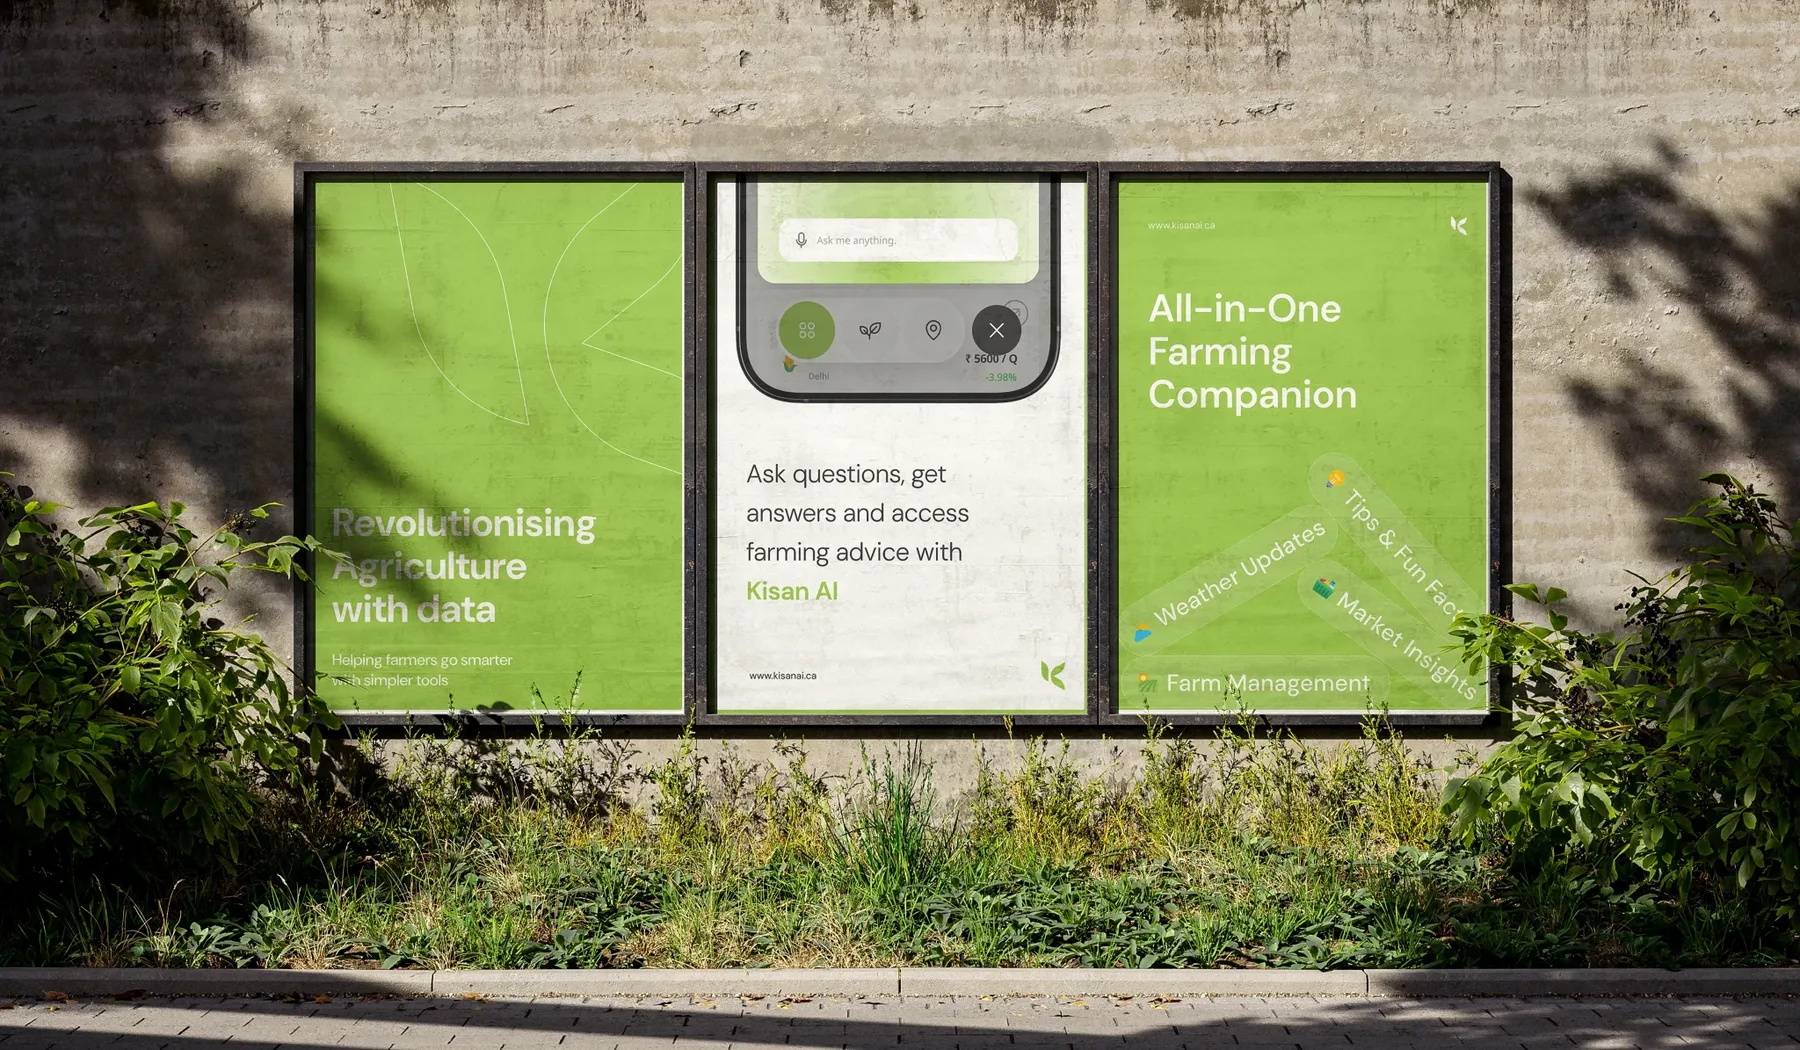 Revolutionising
Agriculture
with data
Helping farmers go smarter
with simpler tools
Ask me anything.
₹ 5600 / Q
Delhi
-3.98%
Ask questions, get
answers and access
farming advice with
Kisan AI
www.kisanai.ca
www.kisanai.ca
All-in-One
Farming
Companion
Tips & Fun
Weather Updates
Market Insights
Farm Management